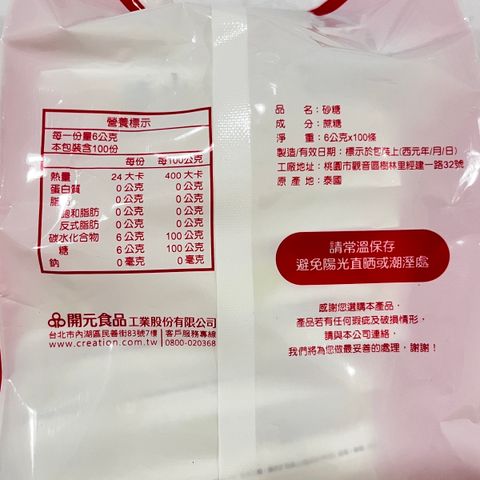 營養標示
每一份量6公克
本包裝含100份
每份 每100公克
熱量 24大卡 400大卡
蛋白質 0公克 0公克
脂肪 0公克 0公克
飽和脂肪 0公克 0公克
反式脂肪 0公克 0公克
碳水化合物 6公克 100公克
糖 6公克 100公克
鈉 0毫克 0毫克
開元食品工業股份有限公司
台北市內湖區民善街83號7樓 客戶服務專線
www.creation.com.tw 0800-020368
品名:砂糖
成分:蔗糖
淨重:6公克x100條
製造/有效日期:標示於包裝上(西元年/月/日)
工廠地址:桃園市觀音區樹林里經建一路32號
原產地:泰國
請常溫保存
避免陽光直晒或潮溼處
感謝您選購本產品,
產品若有任何瑕疵及破損情形,
請與本公司連絡,
我們將為您做最妥善的處理,謝謝!